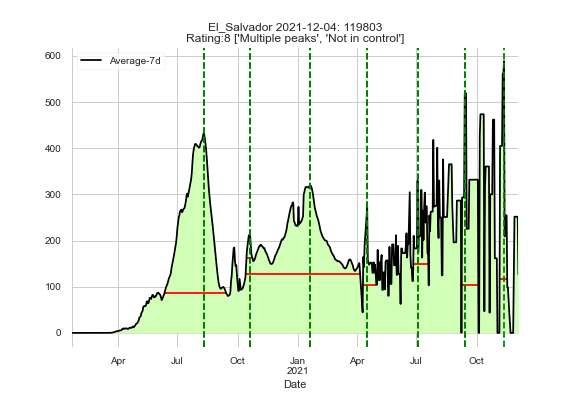 El_Salvador 2021-12-04: 119803
Rating:8 ['Multiple peaks', 'Not in control']
Average-7d
600
500
400
300
200
100
0
Apr Jul Oct Jan Apr Jul Oct
2021
Date